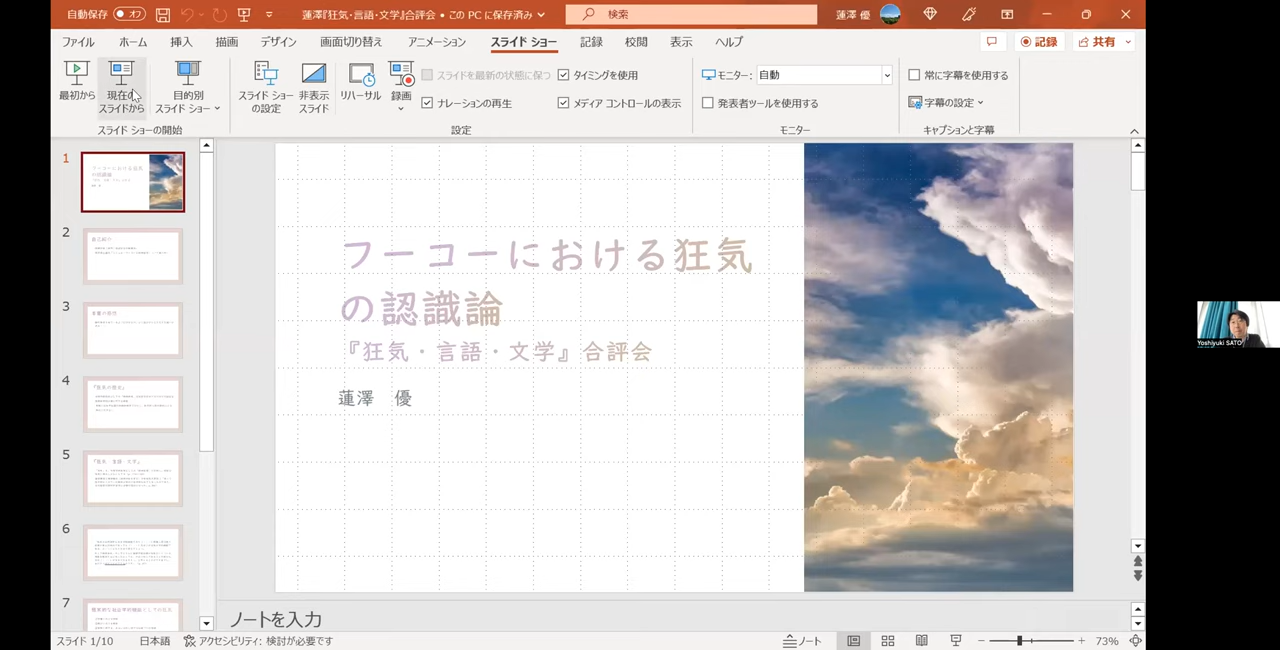 自動保存 オフ 蓮澤『狂気・言語・文学』合評会 • この PC に保存済み 検索 蓮澤 優
ファイル ホーム 挿入 描画 デザイン 画面切り替え アニメーション スライド ショー 記録 校閲 表示 ヘルプ 記録 共有
最初から 現在の スライドから 目的別 スライド ショー スライド ショー の設定 非表示 スライド リハーサル 録画
スライドを最新の状態に保つ タイミングを使用
ナレーションの再生 メディア コントロールの表示
モニター: 自動
発表者ツールを使用する
常に字幕を使用する
字幕の設定
スライド ショーの開始 設定 モニター キャプションと字幕
1
2
3
4
5
6
7
フーコーにおける狂気
の認識論
『狂気・言語・文学』合評会
蓮澤 優
Yoshiyuki SATO
ノートを入力
スライド 1/10 日本語 アクセシビリティ: 検討が必要です ノート 73%